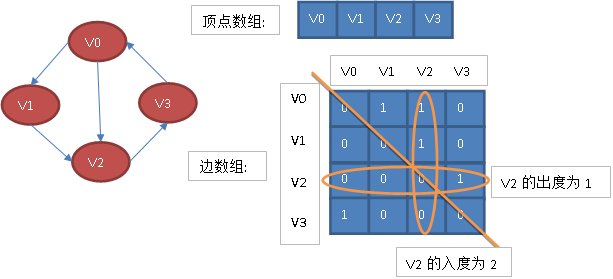 顶点数组:
V0 V1 V2 V3
V0
V1
V3
V2
边数组:
V0 V1 V2 V3
V0 0 1 1 0
V1 0 0 1 0
V2 0 0 0 1
V3 1 0 0 0
V2 的出度为 1
V2 的入度为 2